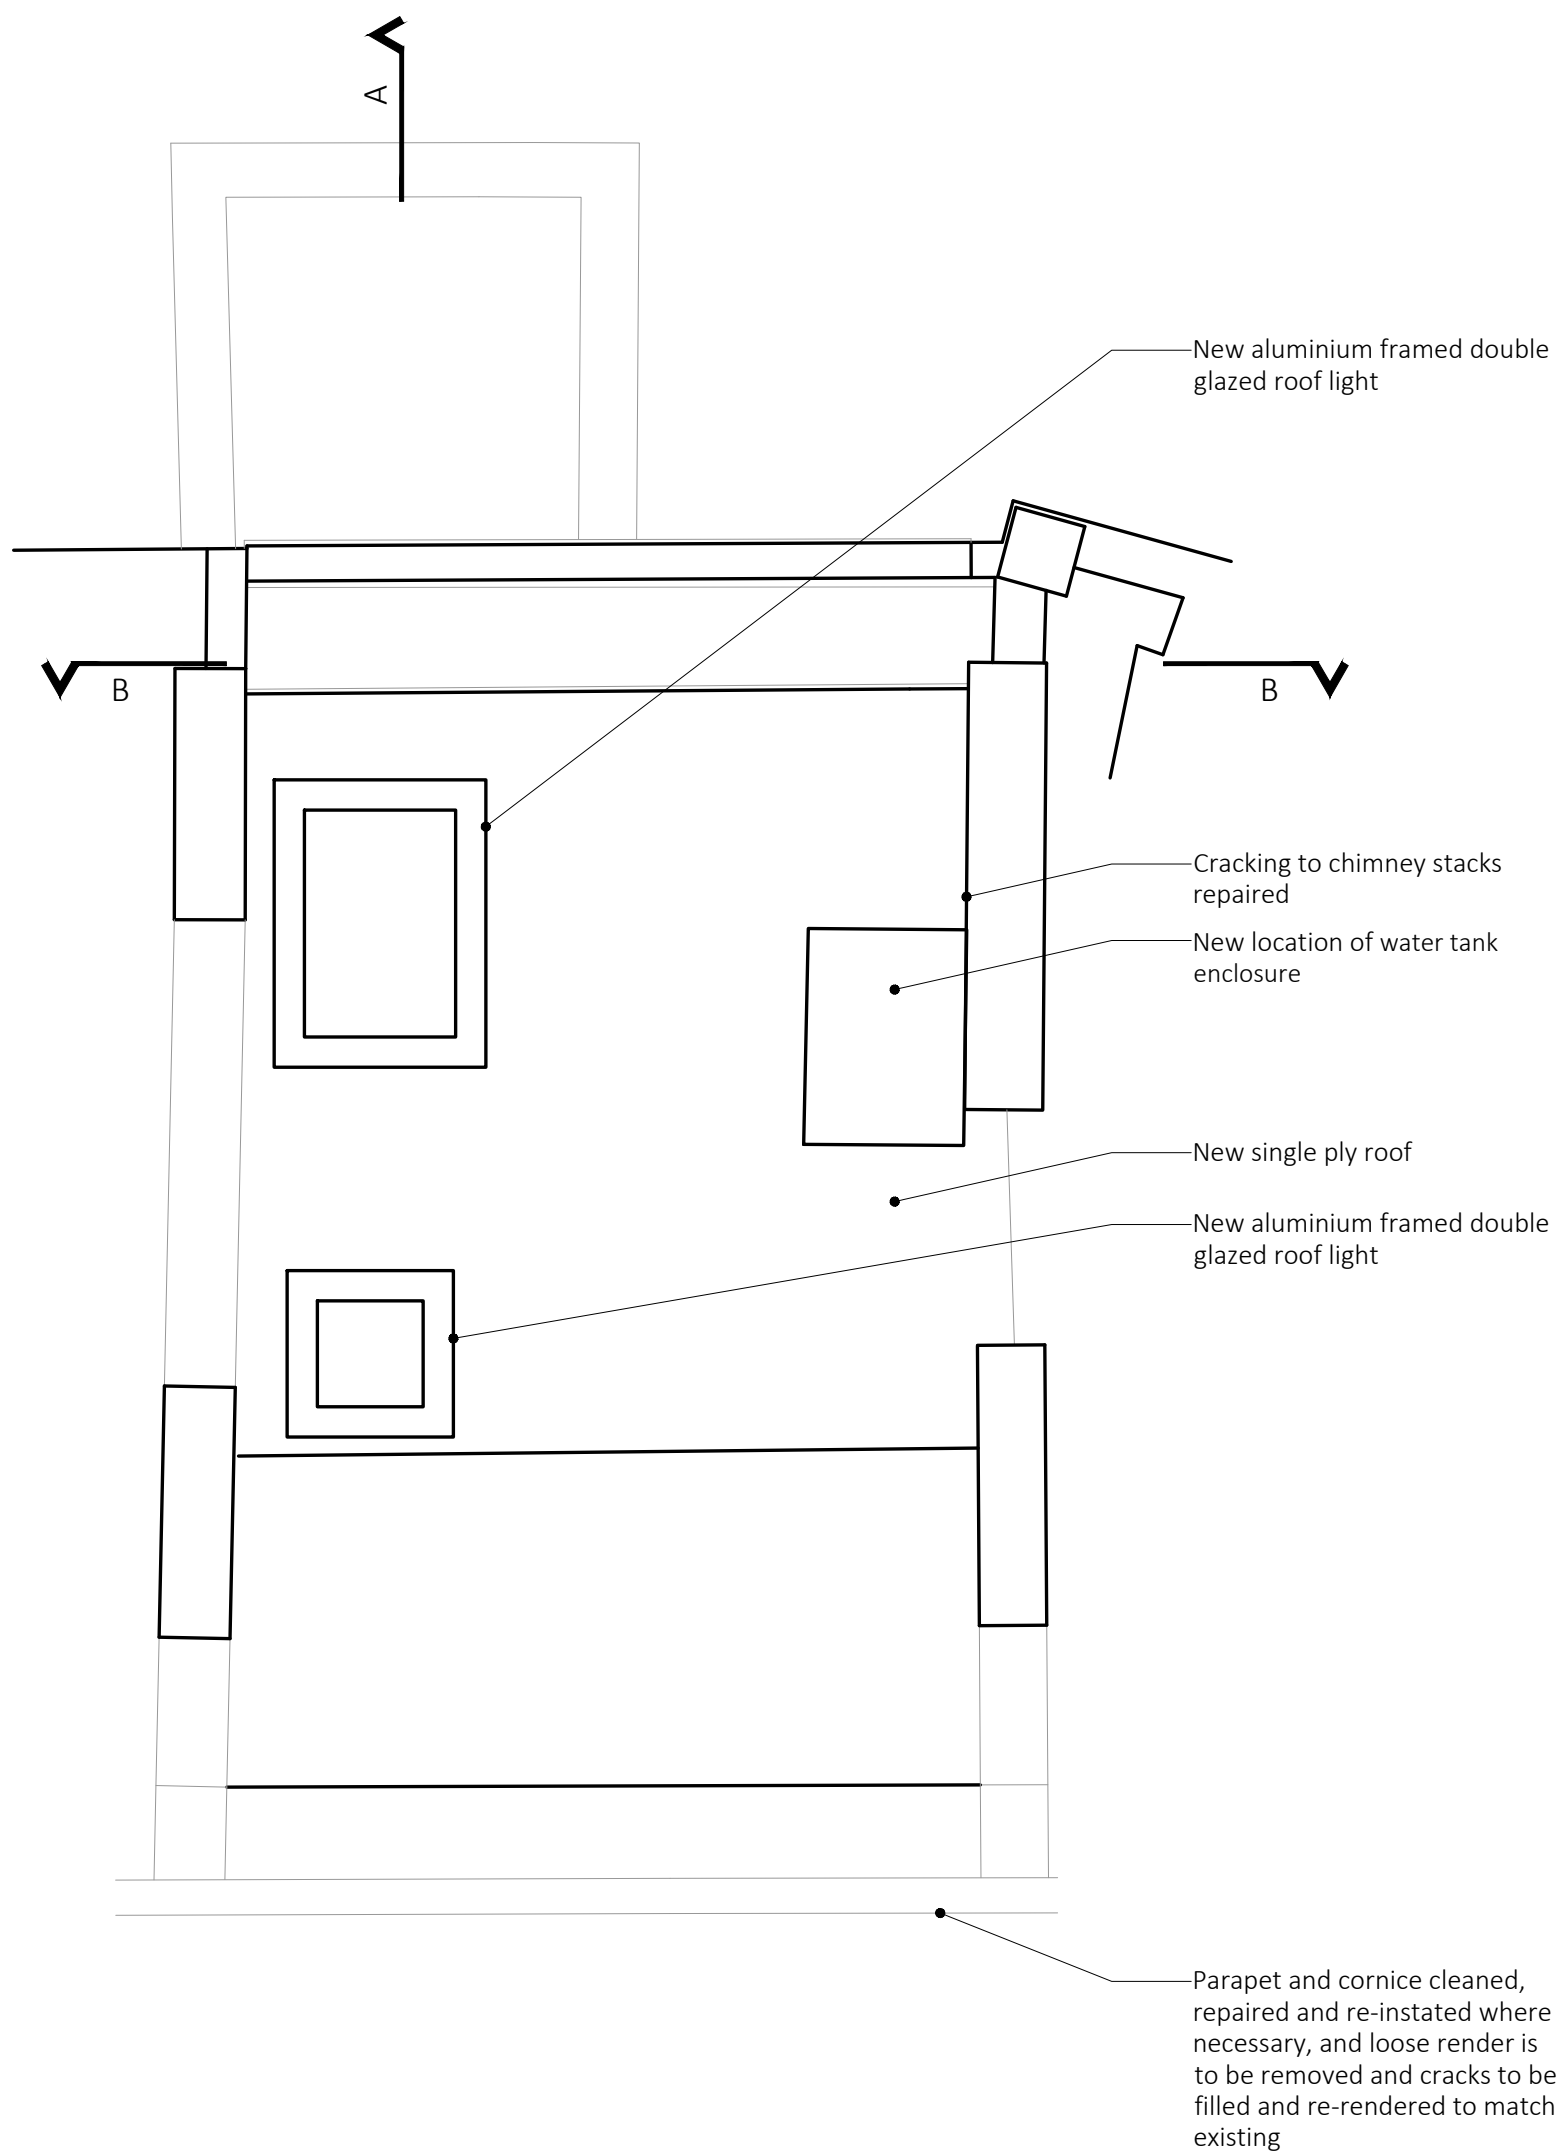 A
New aluminium framed double
glazed roof light
B
B
Cracking to chimney stacks
repaired
New location of water tank
enclosure
New single ply roof
New aluminium framed double
glazed roof light
Parapet and cornice cleaned,
repaired and re-instated where
necessary, and loose render is
to be removed and cracks to be
filled and re-rendered to match
existing